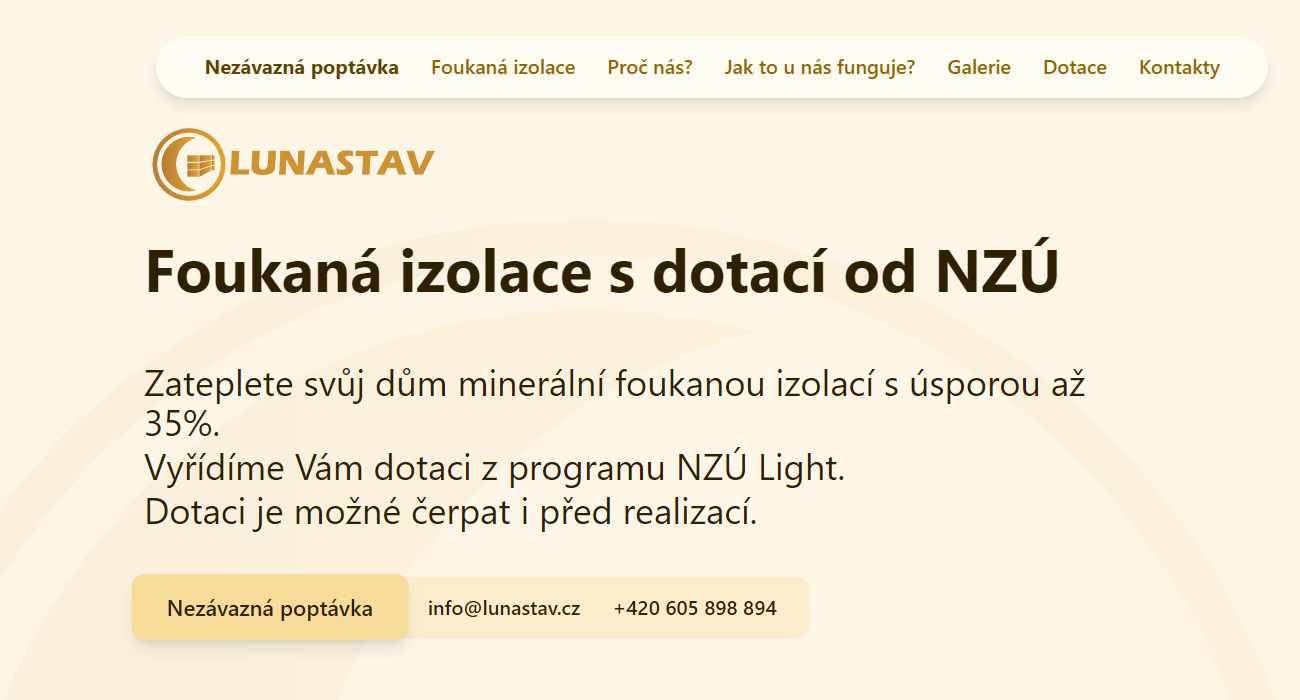 Nezávazná poptávka Foukaná izolace Proč nás? Jak to u nás funguje? Galerie Dotace Kontakty
LUNASTAV
Foukaná izolace s dotací od NZÚ
Zateplete svůj dům minerální foukanou izolací s úsporou až
35%.
Vyřídíme Vám dotaci z programu NZÚ Light.
Dotaci je možné čerpat i před realizací.
Nezávazná poptávka info@lunastav.cz +420 605 898 894